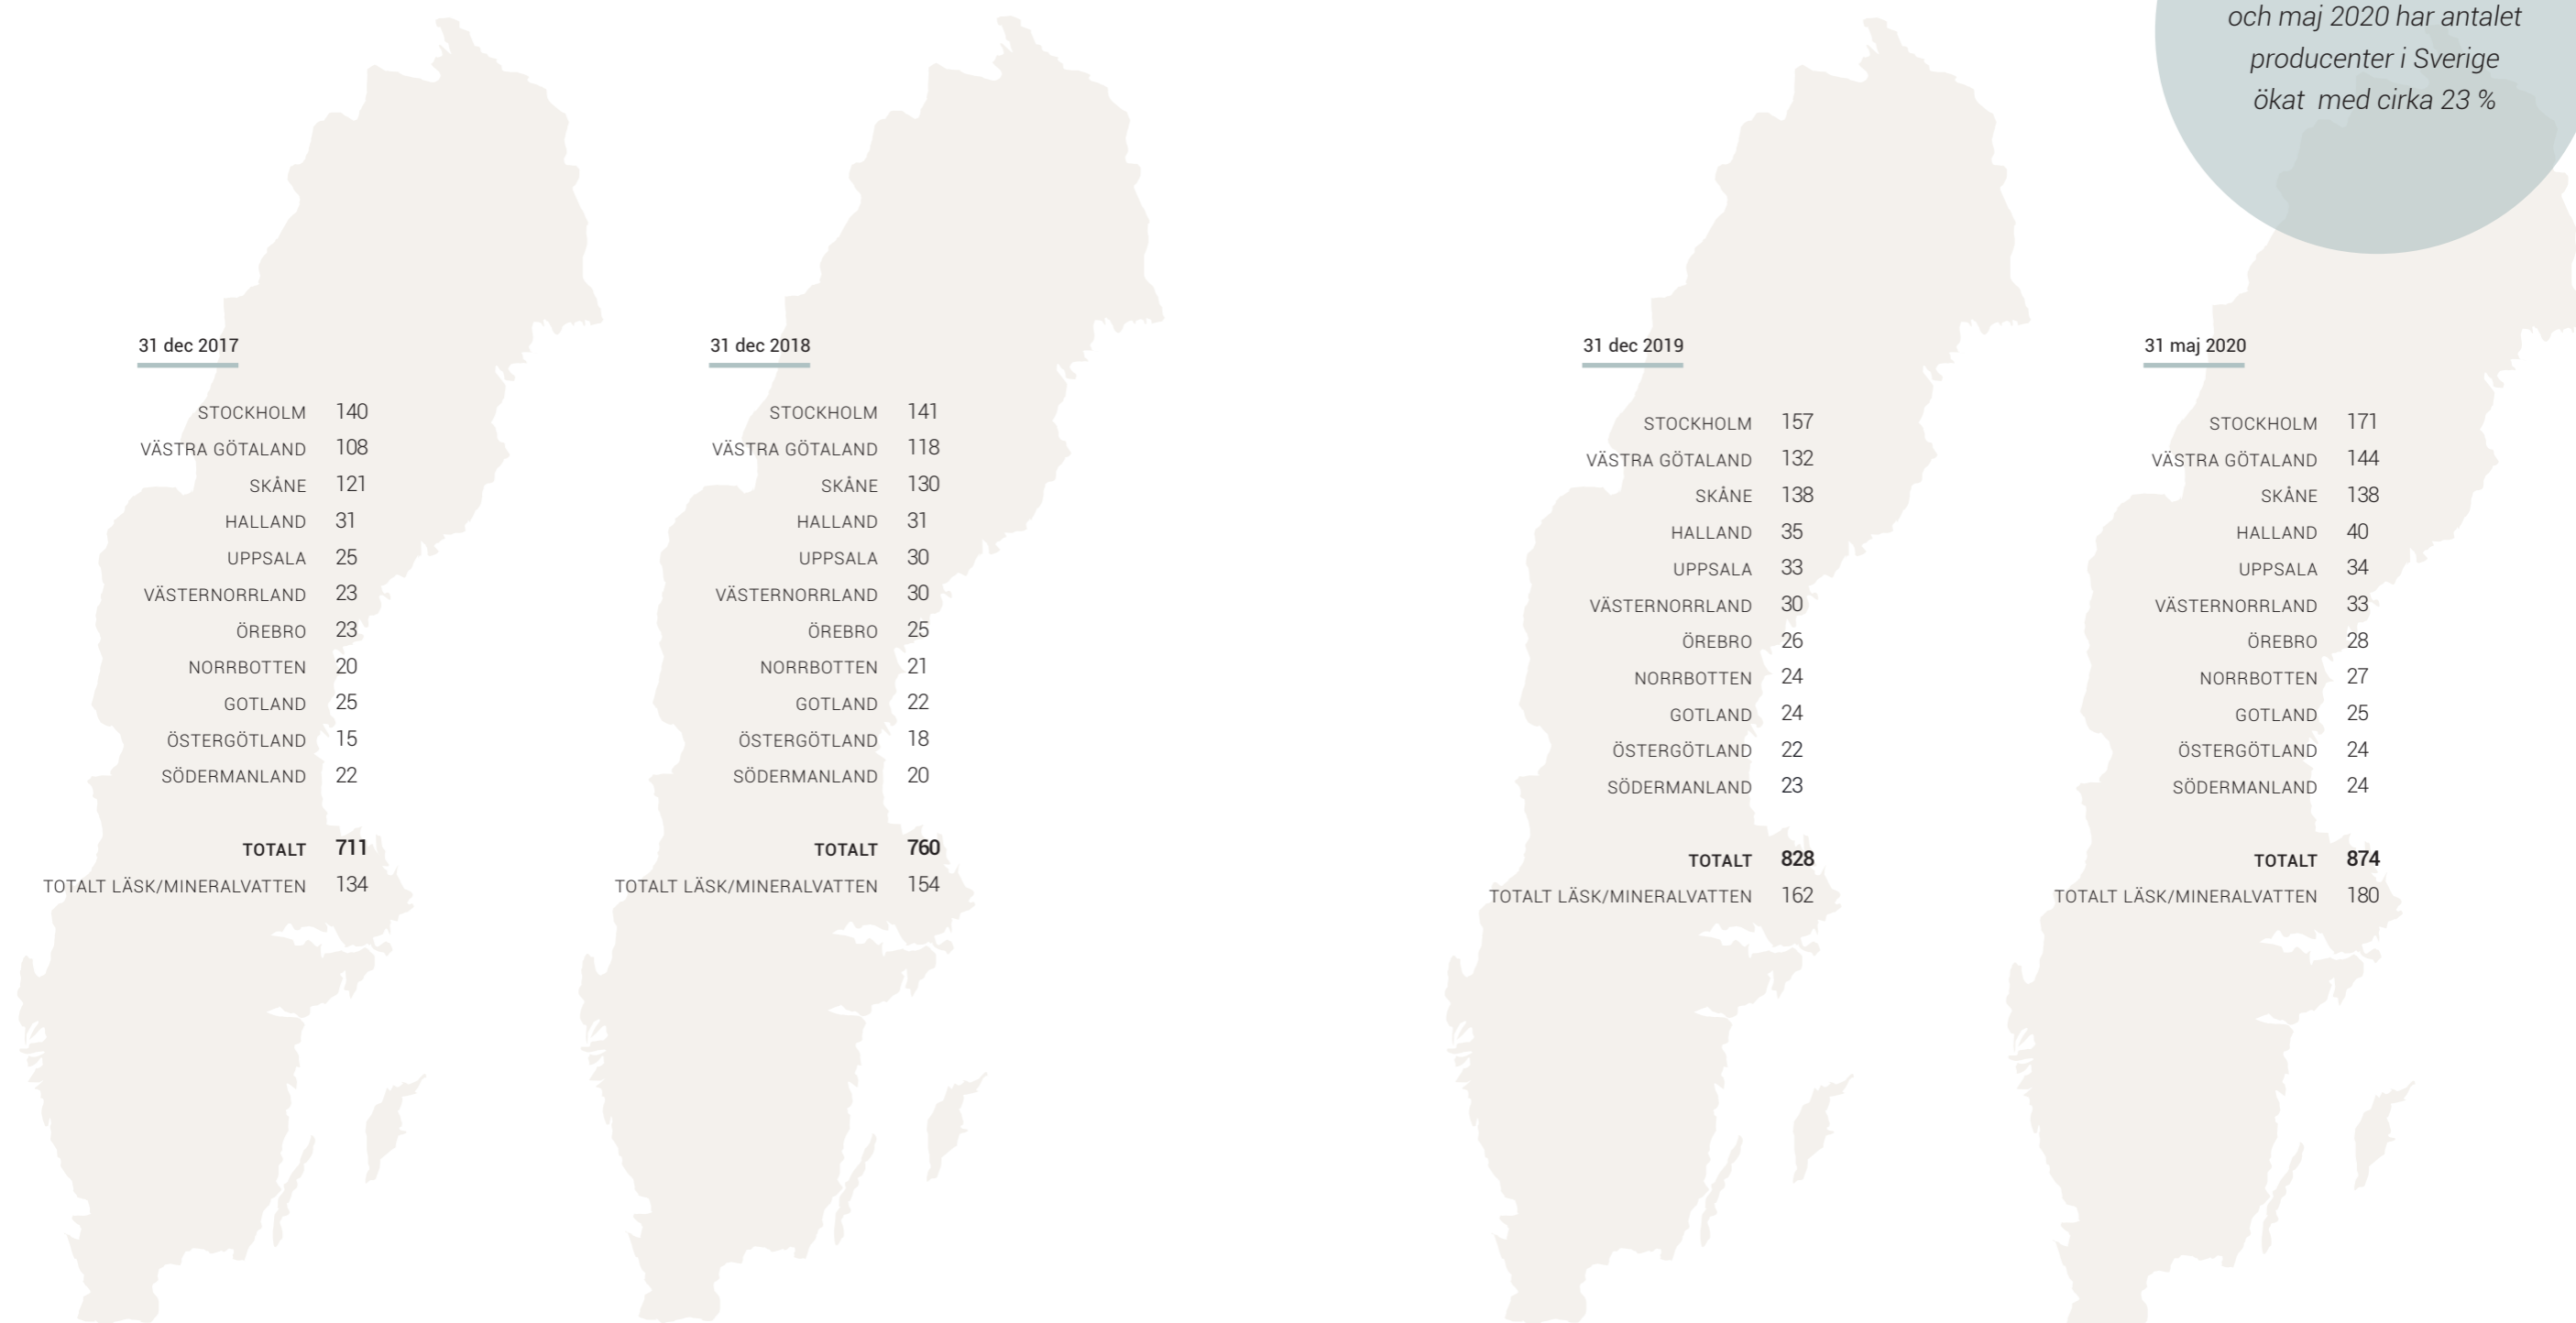 och maj 2020 har antalet
producenter i Sverige
ökat med cirka 23 %
31 dec 2017
STOCKHOLM 140
VÄSTRA GÖTALAND 108
SKÅNE 121
HALLAND 31
UPPSALA 25
VÄSTERNORRLAND 23
ÖREBRO 23
NORRBOTTEN 20
GOTLAND 25
ÖSTERGÖTLAND 15
SÖDERMANLAND 22
TOTALT 711
TOTALT LÄSK/MINERALVATTEN 134
31 dec 2018
STOCKHOLM 141
VÄSTRA GÖTALAND 118
SKÅNE 130
HALLAND 31
UPPSALA 30
VÄSTERNORRLAND 30
ÖREBRO 25
NORRBOTTEN 21
GOTLAND 22
ÖSTERGÖTLAND 18
SÖDERMANLAND 20
TOTALT 760
TOTALT LÄSK/MINERALVATTEN 154
31 dec 2019
STOCKHOLM 157
VÄSTRA GÖTALAND 132
SKÅNE 138
HALLAND 35
UPPSALA 33
VÄSTERNORRLAND 30
ÖREBRO 26
NORRBOTTEN 24
GOTLAND 24
ÖSTERGÖTLAND 22
SÖDERMANLAND 23
TOTALT 828
TOTALT LÄSK/MINERALVATTEN 162
31 maj 2020
STOCKHOLM 171
VÄSTRA GÖTALAND 144
SKÅNE 138
HALLAND 40
UPPSALA 34
VÄSTERNORRLAND 33
ÖREBRO 28
NORRBOTTEN 27
GOTLAND 25
ÖSTERGÖTLAND 24
SÖDERMANLAND 24
TOTALT 874
TOTALT LÄSK/MINERALVATTEN 180